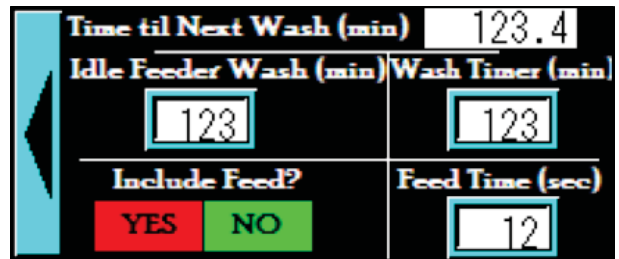 Time til Next Wash (min) 123.4
Idle Feeder Wash (min) Wash Timer (min)
123 123
Include Feed? Feed Time (sec)
YES NO 12